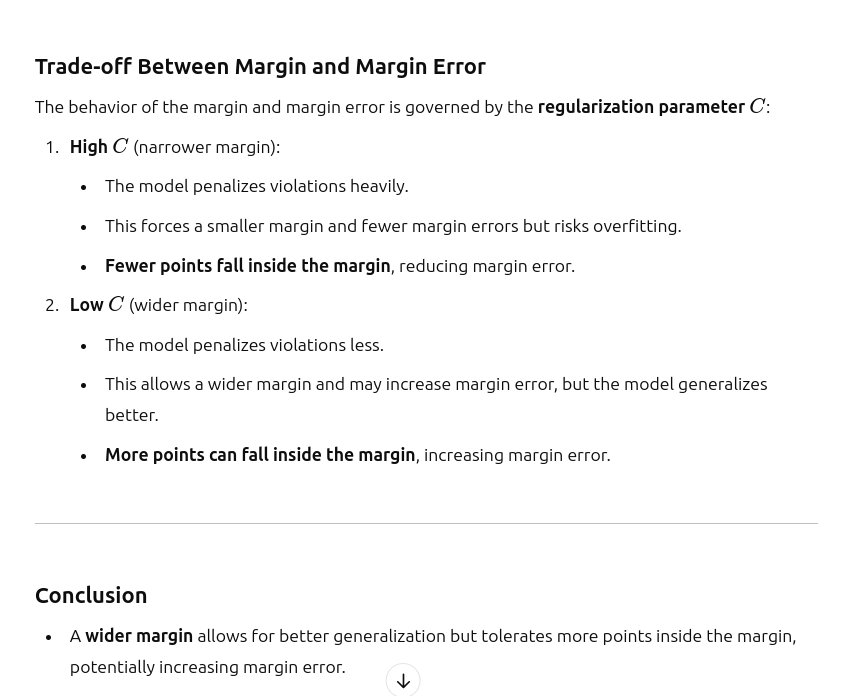 Trade-off Between Margin and Margin Error
The behavior of the margin and margin error is governed by the regularization parameter C:
1. High C (narrower margin):
• The model penalizes violations heavily.
• This forces a smaller margin and fewer margin errors but risks overfitting.
• Fewer points fall inside the margin, reducing margin error.
2. Low C (wider margin):
• The model penalizes violations less.
• This allows a wider margin and may increase margin error, but the model generalizes
better.
• More points can fall inside the margin, increasing margin error.
Conclusion
• A wider margin allows for better generalization but tolerates more points inside the margin,
potentially increasing margin error.